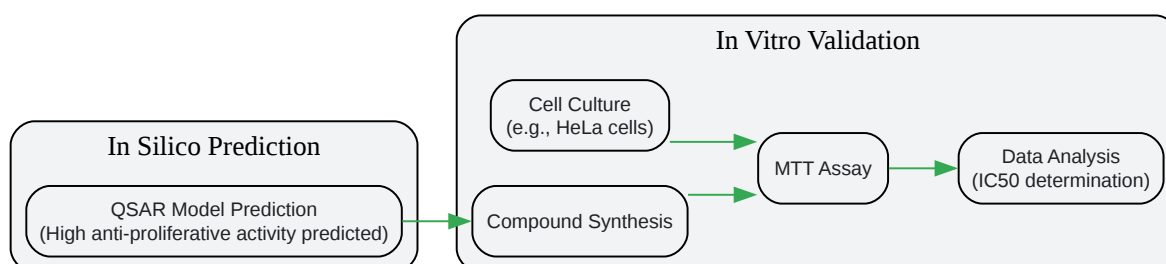 In Silico Prediction
QSAR Model Prediction
(High anti-proliferative activity predicted)
In Vitro Validation
Cell Culture
(e.g., HeLa cells)
Compound Synthesis
MTT Assay
Data Analysis
(IC50 determination)